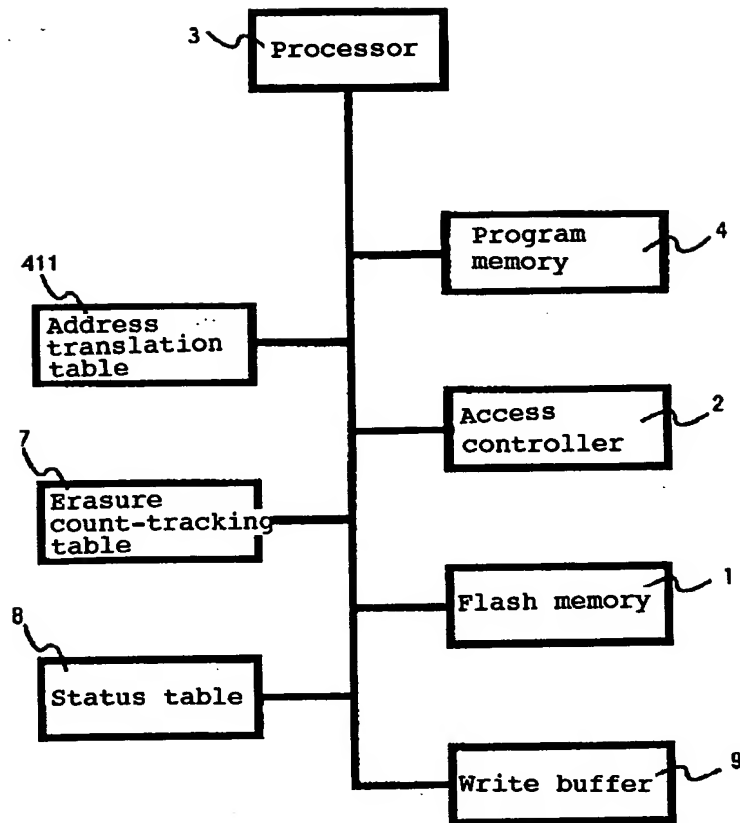 3
Processor
Program
memory
4
411
Address
translation
table
Access
controller
2
7
Erasure
count-tracking
table
Flash memory
1
8
Status table
Write buffer
9